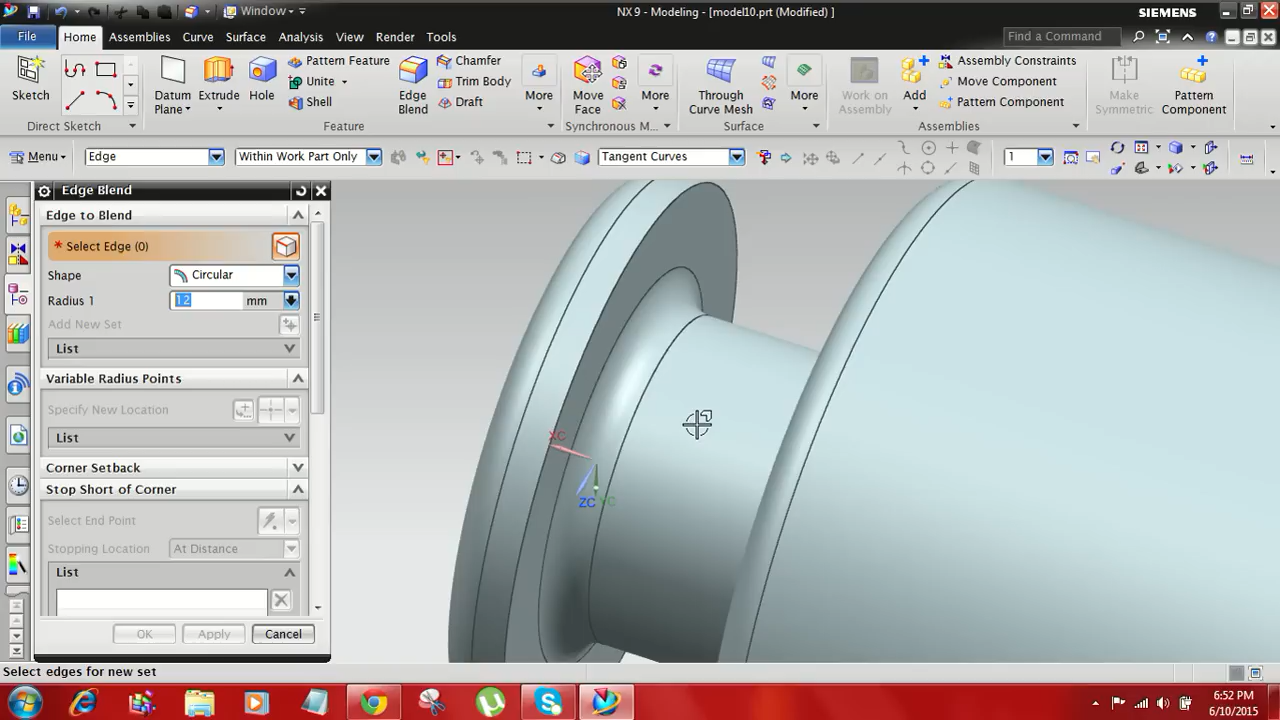 Window
NX 9 - Modeling - [model10.prt (Modified) ]
SIEMENS
File
Home
Assemblies
Curve
Surface
Analysis
View
Render
Tools
Find a Command
Sketch
Direct Sketch
Datum Plane
Extrude
Hole
Pattern Feature
Unite
Shell
Edge Blend
Chamfer
Trim Body
Draft
More
Feature
Move Face
More
Synchronous M...
Through Curve Mesh
More
Surface
Work on Assembly
Add
Assembly Constraints
Move Component
Pattern Component
Make Symmetric
Pattern Component
Assemblies
Menu
Edge
Within Work Part Only
Tangent Curves
1
Edge Blend
Edge to Blend
* Select Edge (0)
Shape
Circular
Radius 1
12
mm
Add New Set
List
Variable Radius Points
Specify New Location
List
Corner Setback
Stop Short of Corner
Select End Point
Stopping Location
At Distance
List
OK
Apply
Cancel
XC
ZC
YC
Select edges for new set
6:52 PM
6/10/2015